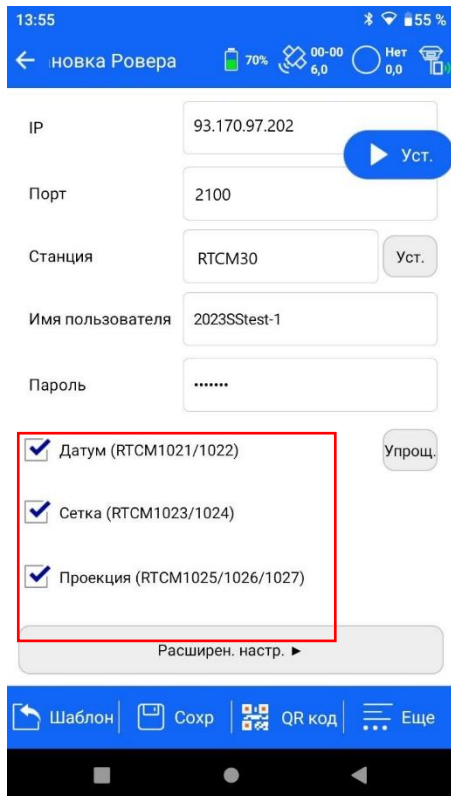 13:55 55 %
новка Ровера 70% 00-00 6,0 Нет 0,0
IP 93.170.97.202
Уст.
Порт 2100
Станция RTCM30 Уст.
Имя пользователя 2023SStest-1
Пароль •••••••
Датум (RTCM1021/1022) Упрощ.
Сетка (RTCM1023/1024)
Проекция (RTCM1025/1026/1027)
Расширен. настр. ►
Шаблон Сохр QR код Еще